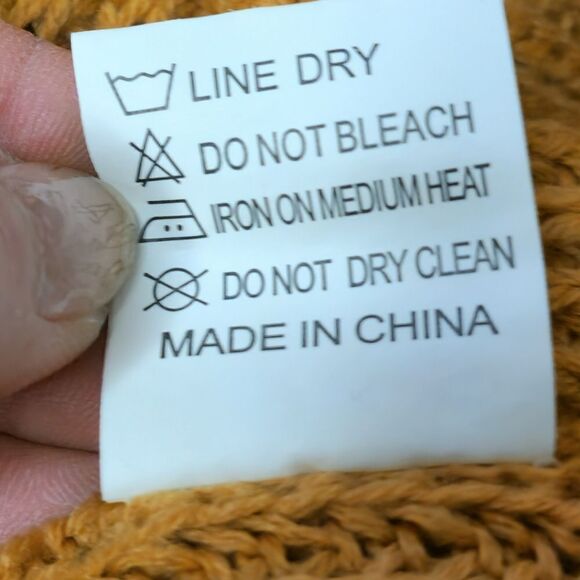 LINE DRY
DO NOT BLEACH
IRON ON MEDIUM HEAT
DO NOT DRY CLEAN
MADE IN CHINA